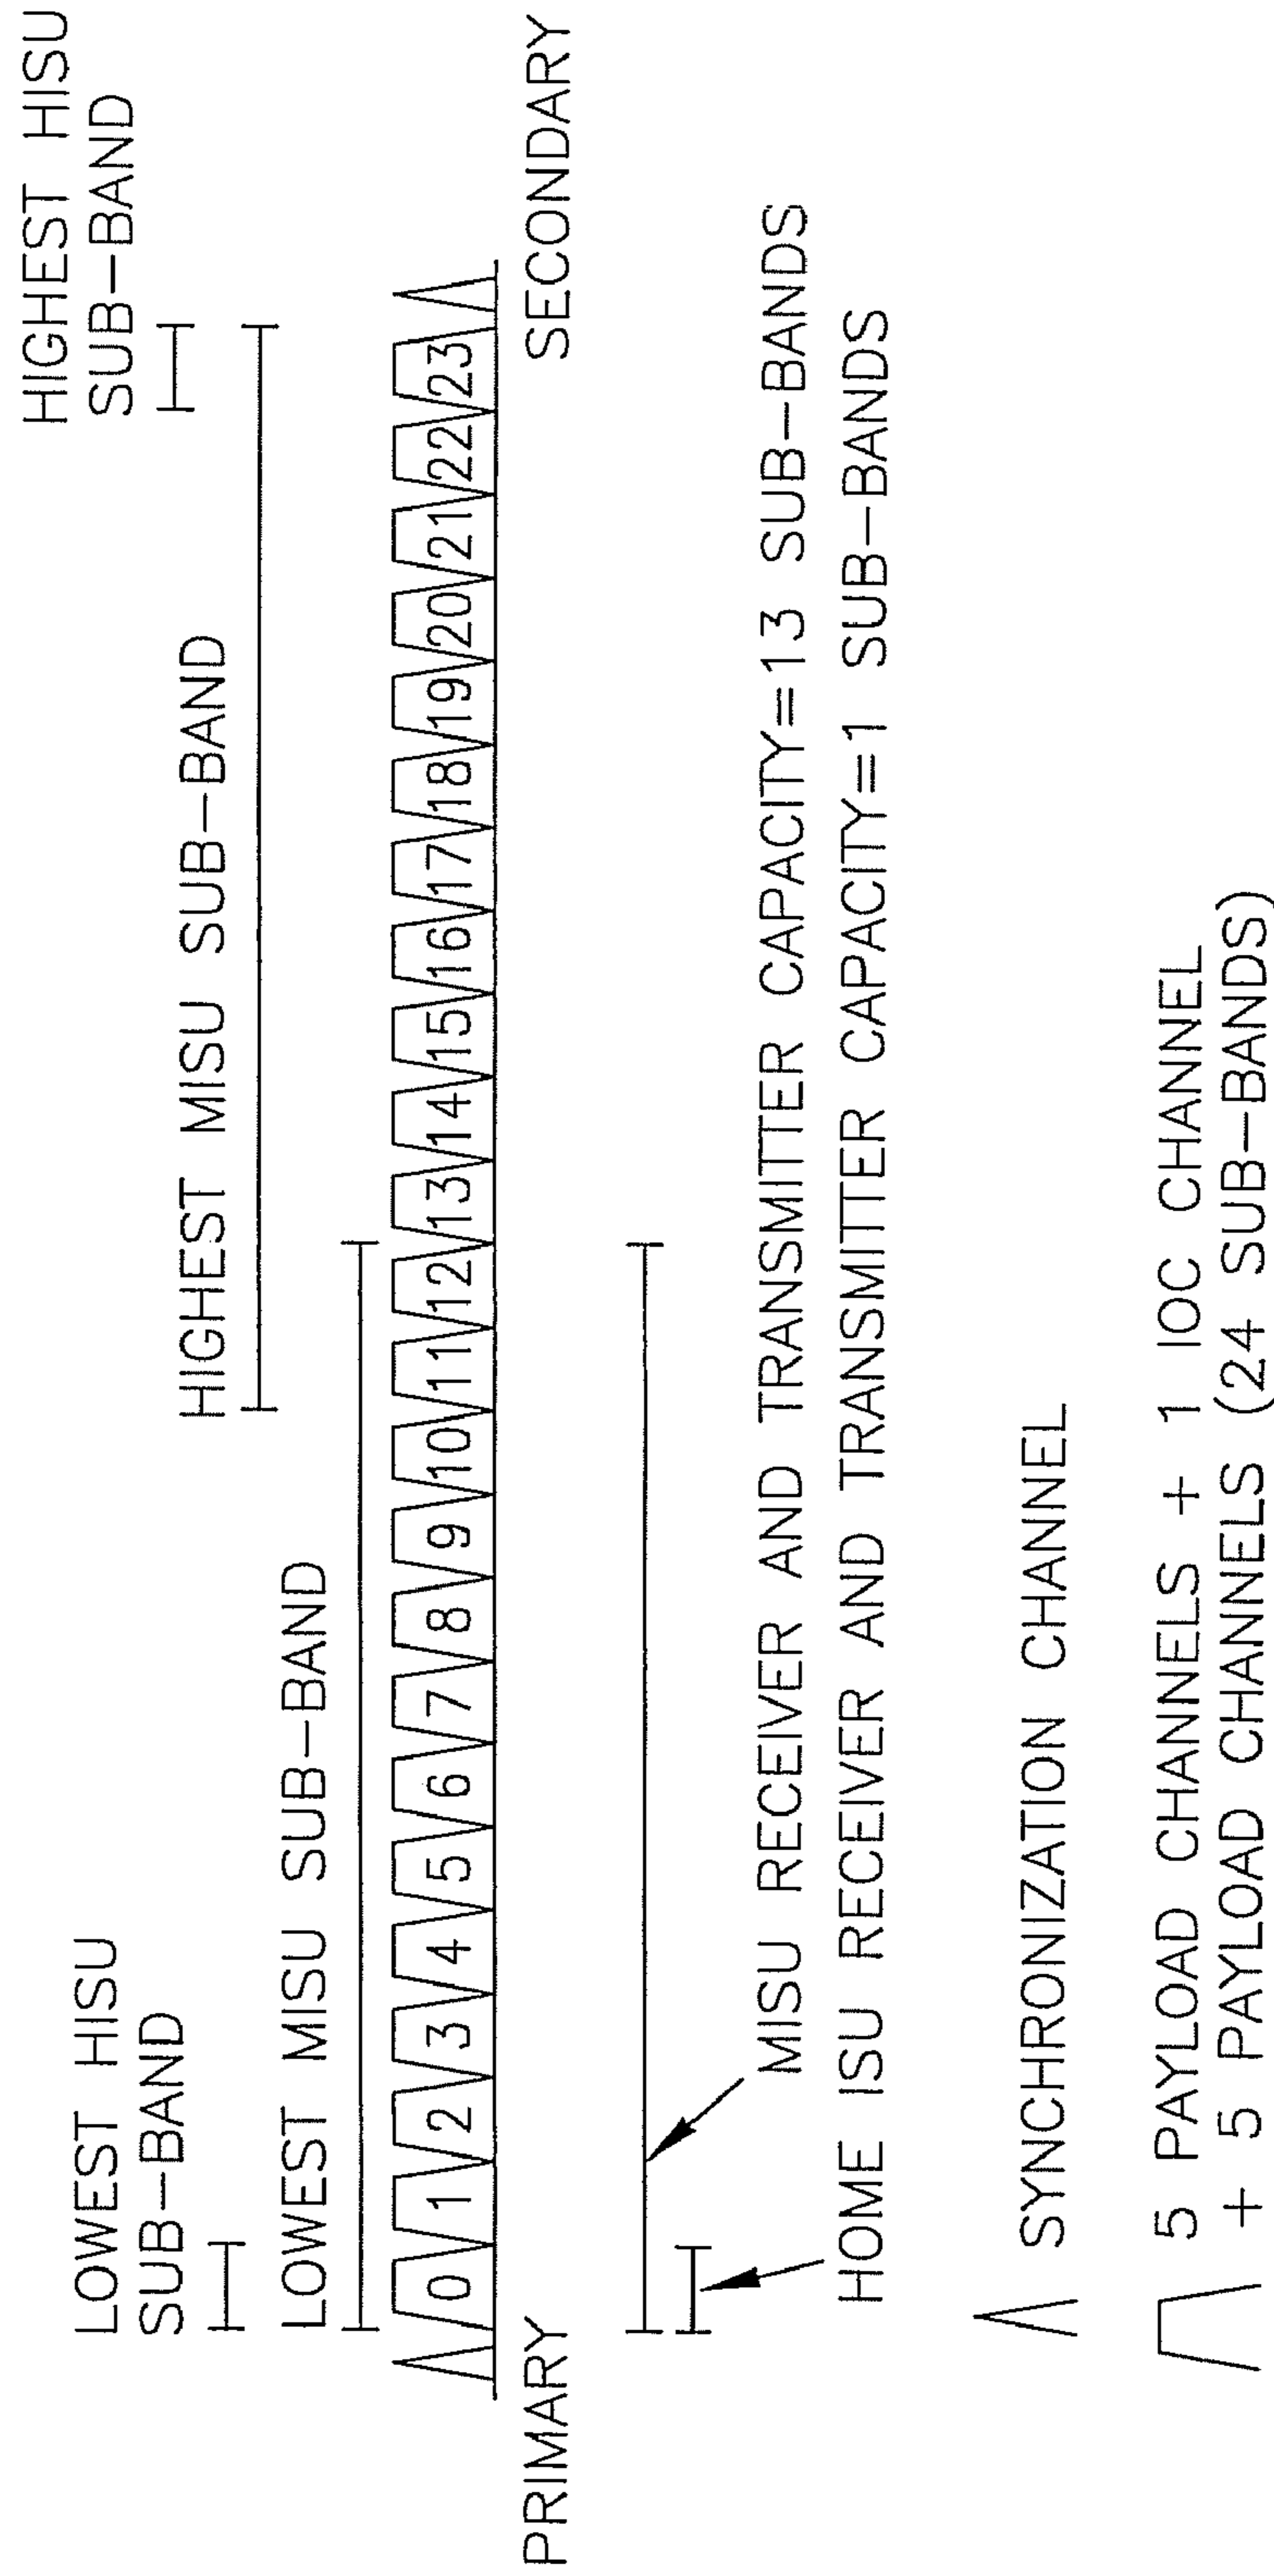 HIGHEST HISU
SUB-BAND
LOWEST HISU
SUB-BAND
HIGHEST MISU SUB-BAND
LOWEST MISU SUB-BAND
0 1 2 3 4 5 6 7 8 9 10 11 12 13 14 15 16 17 18 19 20 21 22 23
PRIMARY
SECONDARY
MISU RECEIVER AND TRANSMITTER CAPACITY=13 SUB-BANDS
HOME ISU RECEIVER AND TRANSMITTER CAPACITY=1 SUB-BANDS
SYNCHRONIZATION CHANNEL
5 PAYLOAD CHANNELS + 1 IOC CHANNEL
+ 5 PAYLOAD CHANNELS (24 SUB-BANDS)